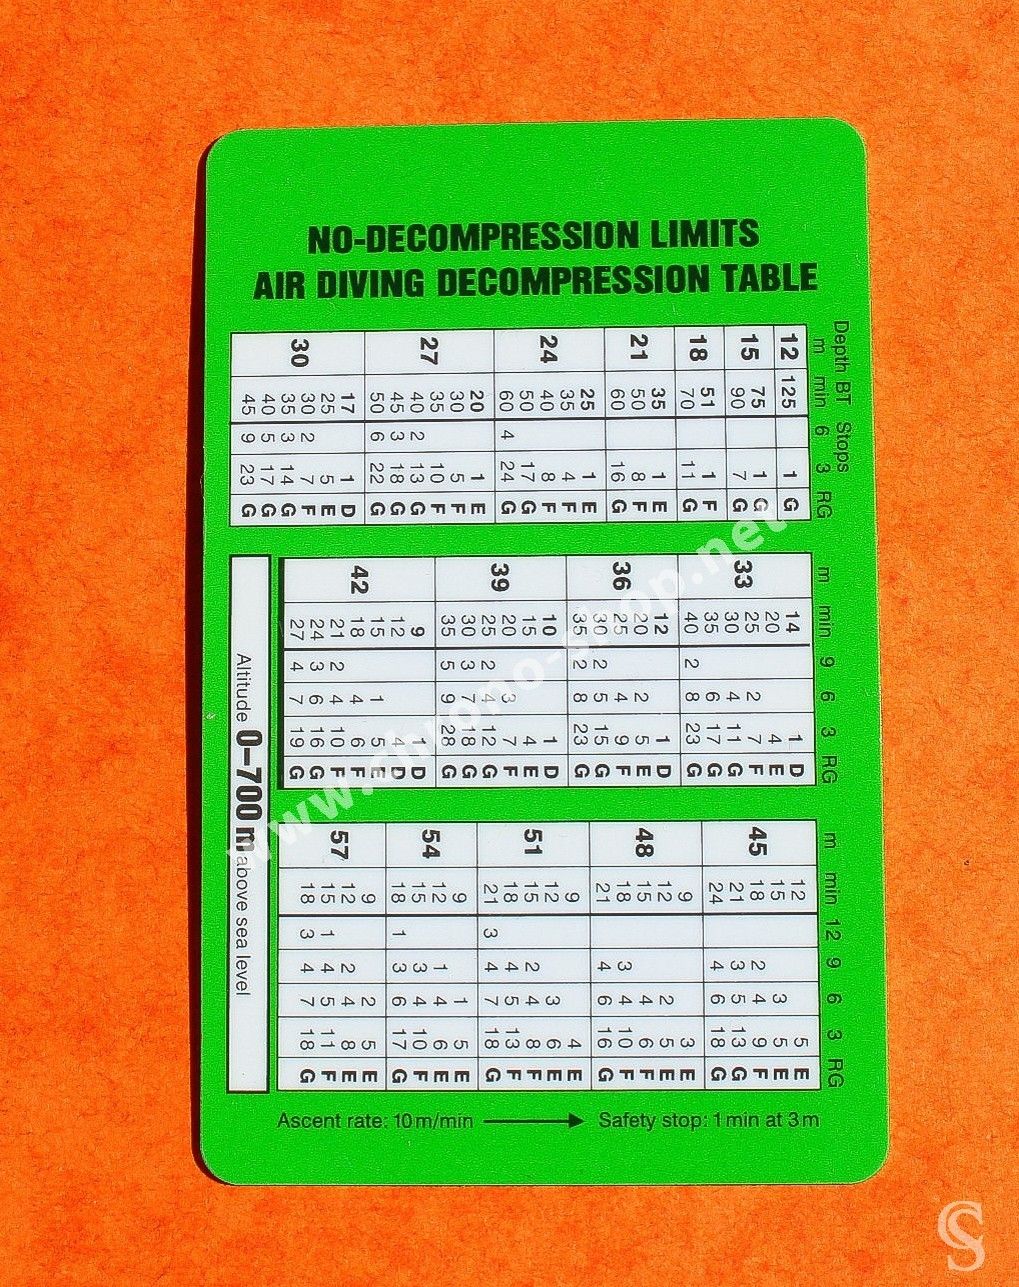 NO-DECOMPRESSION LIMITS
AIR DIVING DECOMPRESSION TABLE
Depth BT Stops
m min 6 3 RG
12 125 1 G
15 75 1 G
90 7 G
18 51 1 F
70 11 G
21 35 1 E
50 8 F
60 16 G
24 25 1 E
35 4 F
40 8 F
50 17 G
60 4 24 G
27 20 1 E
30 5 F
35 10 F
40 2 13 G
45 3 18 G
50 6 22 G
30 17 1 D
25 5 E
30 2 7 F
35 3 14 G
40 5 17 G
45 9 23 G
m min 9 6 3 RG
33 14 1 D
20 4 E
25 2 7 F
30 4 11 G
35 6 17 G
40 2 8 23 G
36 12 1 D
20 2 5 E
25 4 9 F
30 2 5 15 G
35 2 8 23 G
39 10 1 D
15 4 E
20 3 7 F
25 2 4 12 G
30 3 7 18 G
35 5 9 28 G
42 9 1 D
12 4 D
15 1 5 E
18 4 6 F
21 2 4 10 F
24 3 6 16 G
27 4 7 19 G
m min 12 9 6 3 RG
45 12 5 E
15 3 5 E
18 2 4 9 F
21 3 5 13 G
24 4 6 18 G
48 9 3 E
12 2 5 E
15 4 6 F
18 3 4 10 F
21 4 6 16 G
51 9 4 E
12 3 6 E
15 2 4 8 F
18 4 5 13 F
21 3 4 7 18 G
54 9 1 5 E
12 1 4 6 E
15 3 4 10 F
18 1 3 6 17 G
57 9 2 5 E
12 2 4 8 E
15 1 4 5 11 F
18 3 4 7 18 G
Altitude 0–700 m above sea level
Ascent rate: 10 m/min Safety stop: 1 min at 3 m
www.chrono-shop.net